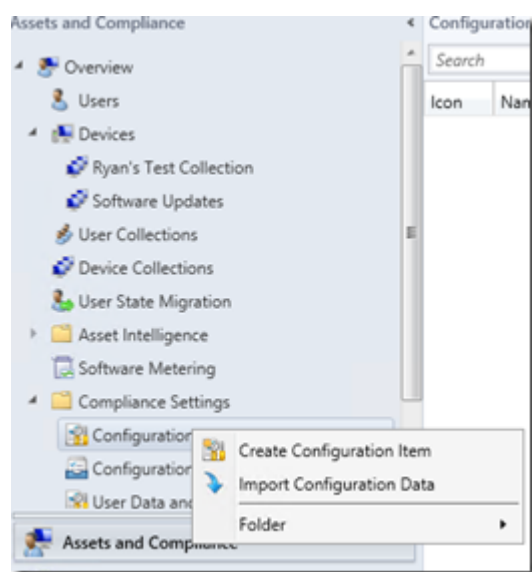 Assets and Compliance
Overview
Users
Devices
Ryan's Test Collection
Software Updates
User Collections
Device Collections
User State Migration
Asset Intelligence
Software Metering
Compliance Settings
Configuration
Configuration
User Data and
Assets and Compliance
Configuration
Search
Icon Nam
Create Configuration Item
Import Configuration Data
Folder